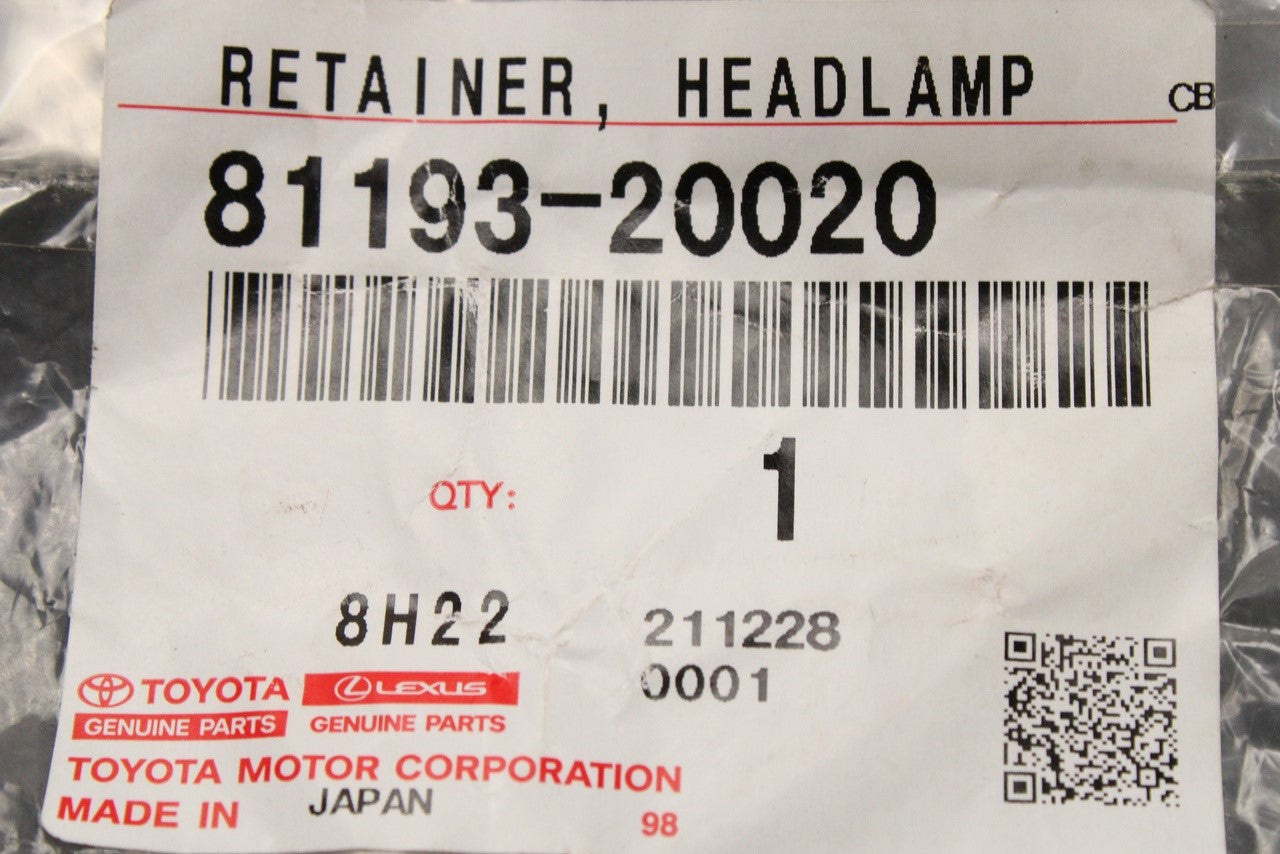 RETAINER, HEADLAMP
CB
81193-20020
QTY: 1
8H22 211228
0001
TOYOTA LEXUS
GENUINE PARTS GENUINE PARTS
TOYOTA MOTOR CORPORATION
MADE IN JAPAN 98